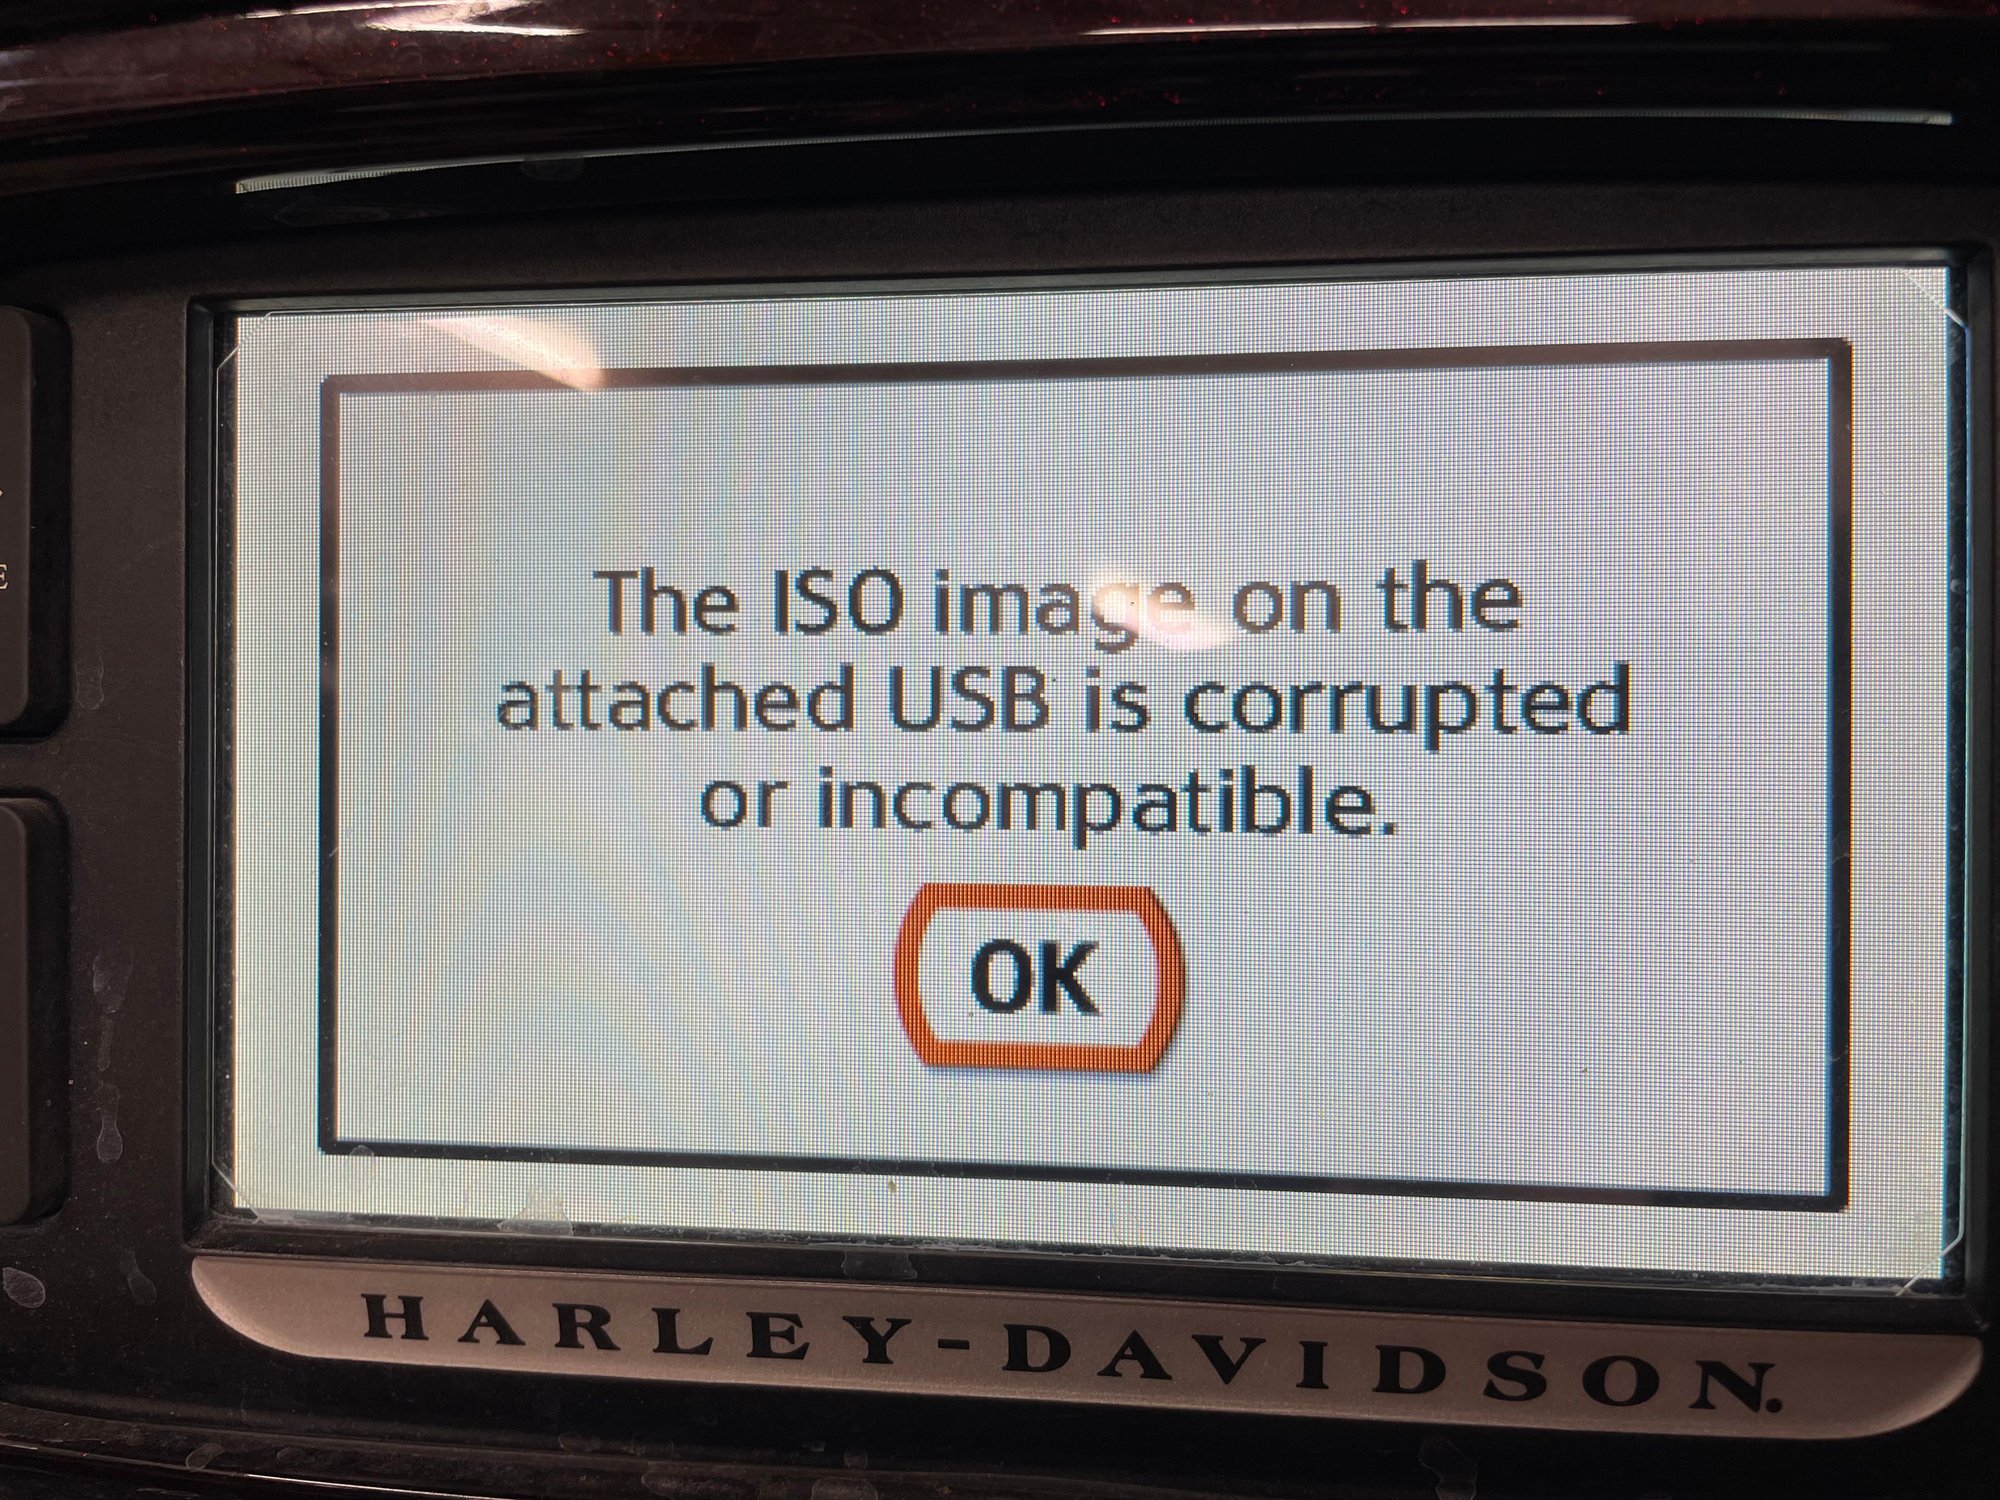 The ISO image on the
attached USB is corrupted
or incompatible.
OK
E
HARLEY-DAVIDSON.